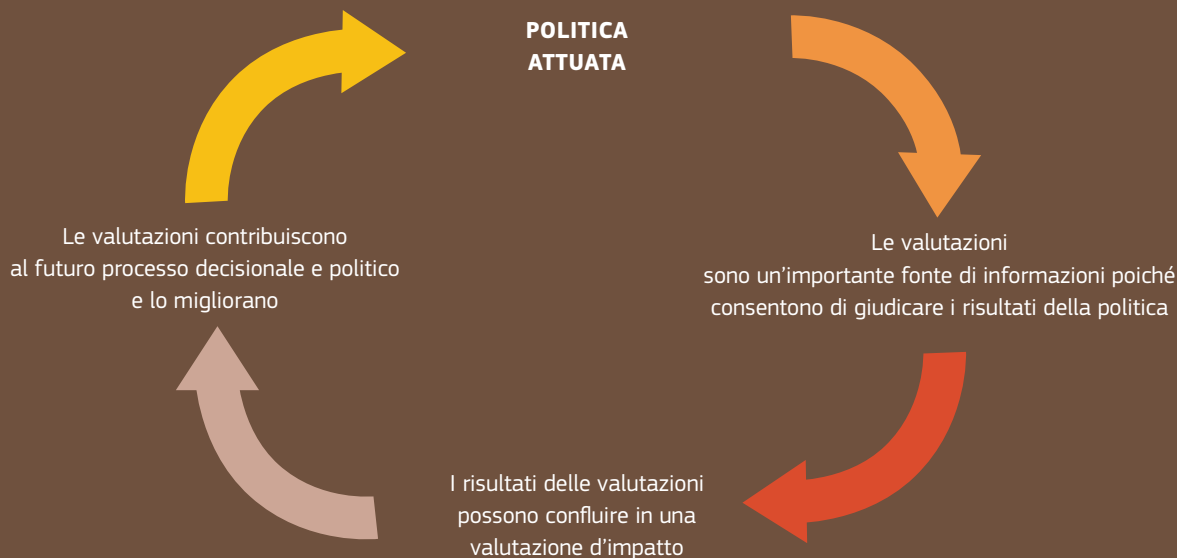 POLITICA
ATTUATA
Le valutazioni
sono un'importante fonte di informazioni poiché
consentono di giudicare i risultati della politica
I risultati delle valutazioni
possono confluire in una
valutazione d'impatto
Le valutazioni contribuiscono
al futuro processo decisionale e politico
e lo migliorano